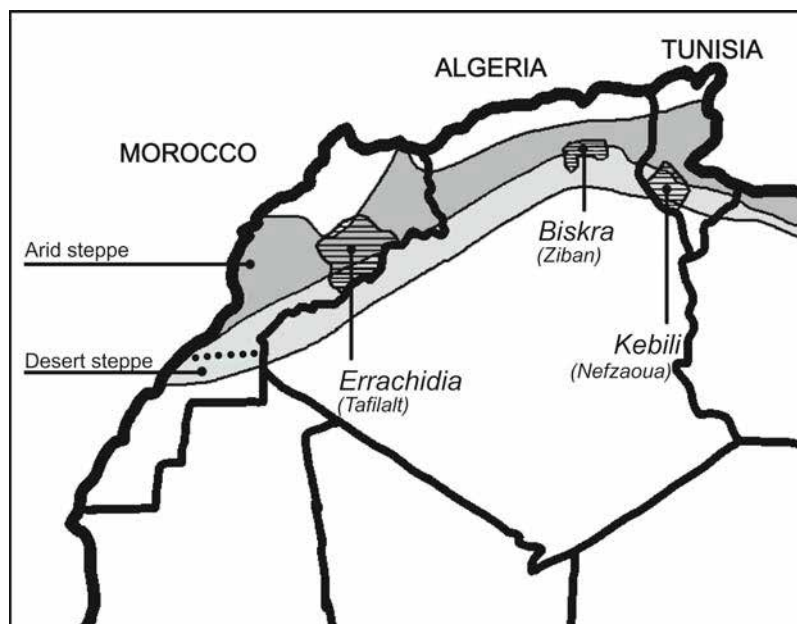 TUNISIA
ALGERIA
MOROCCO
Biskra
(Ziban)
Arid steppe
Kebili
(Nefzaoua)
Desert steppe
Errachidia
(Tafilalt)